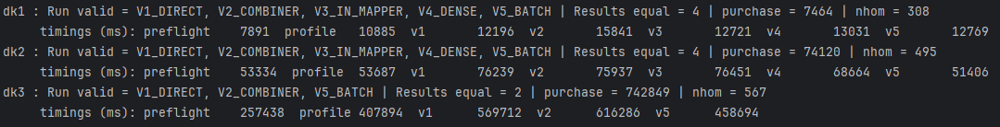 dk1 : Run valid = V1_DIRECT, V2_COMBINER, V3_IN_MAPPER, V4_DENSE, V5_BATCH | Results equal = 4 | purchase = 7464 | nhom = 308
timings (ms): preflight 7891 profile 10885 v1 12196 v2 15841 v3 12721 v4 13031 v5 12769
dk2 : Run valid = V1_DIRECT, V2_COMBINER, V3_IN_MAPPER, V4_DENSE, V5_BATCH | Results equal = 4 | purchase = 74120 | nhom = 495
timings (ms): preflight 53334 profile 53687 v1 76239 v2 75937 v3 76451 v4 68664 v5 51406
dk3 : Run valid = V1_DIRECT, V2_COMBINER, V5_BATCH | Results equal = 2 | purchase = 742849 | nhom = 567
timings (ms): preflight 257438 profile 407894 v1 569712 v2 616286 v5 458694